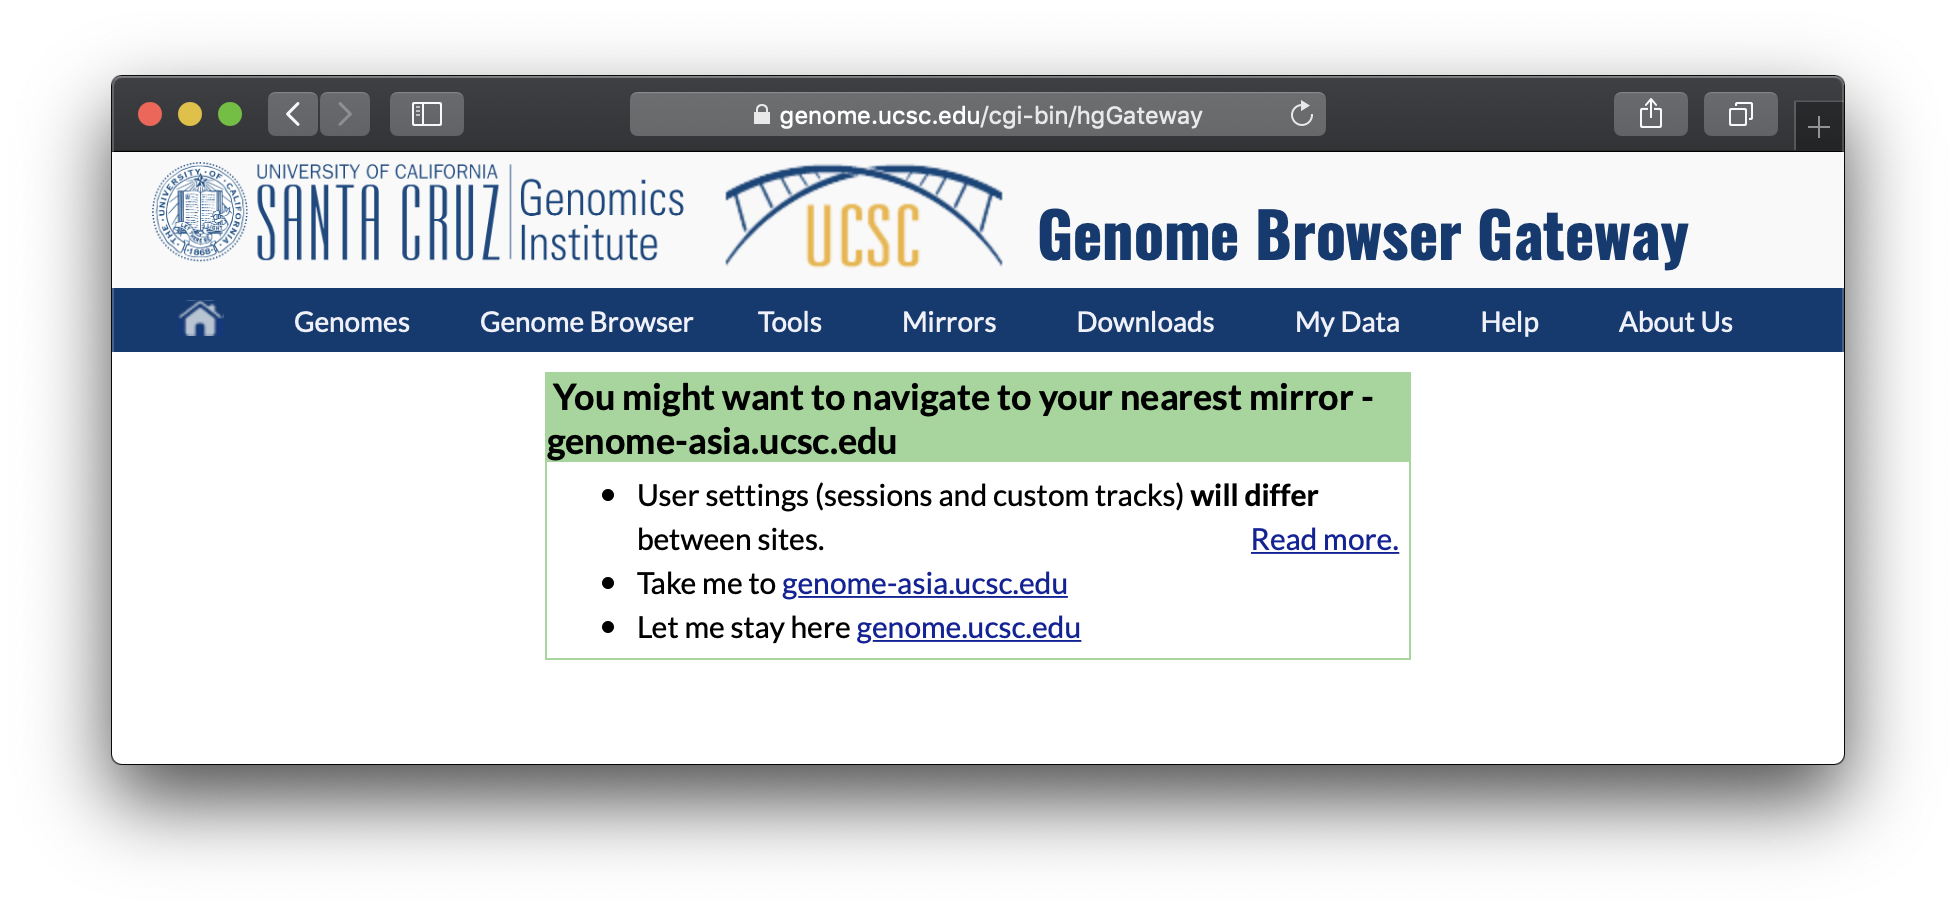 genome.ucsc.edu/cgi-bin/hgGateway
UNIVERSITY OF CALIFORNIA
SANTA CRUZ
Genomics
Institute
UCSC
Genome Browser Gateway
Genomes Genome Browser Tools Mirrors Downloads My Data Help About Us
You might want to navigate to your nearest mirror -
genome-asia.ucsc.edu
User settings (sessions and custom tracks) will differ
between sites. Read more.
Take me to genome-asia.ucsc.edu
Let me stay here genome.ucsc.edu